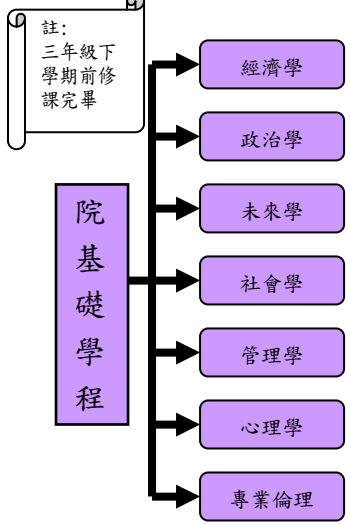 註：
三年級下
學期前修
課完畢
院
基
礎
學
程
經濟學
政治學
未來學
社會學
管理學
心理學
專業倫理